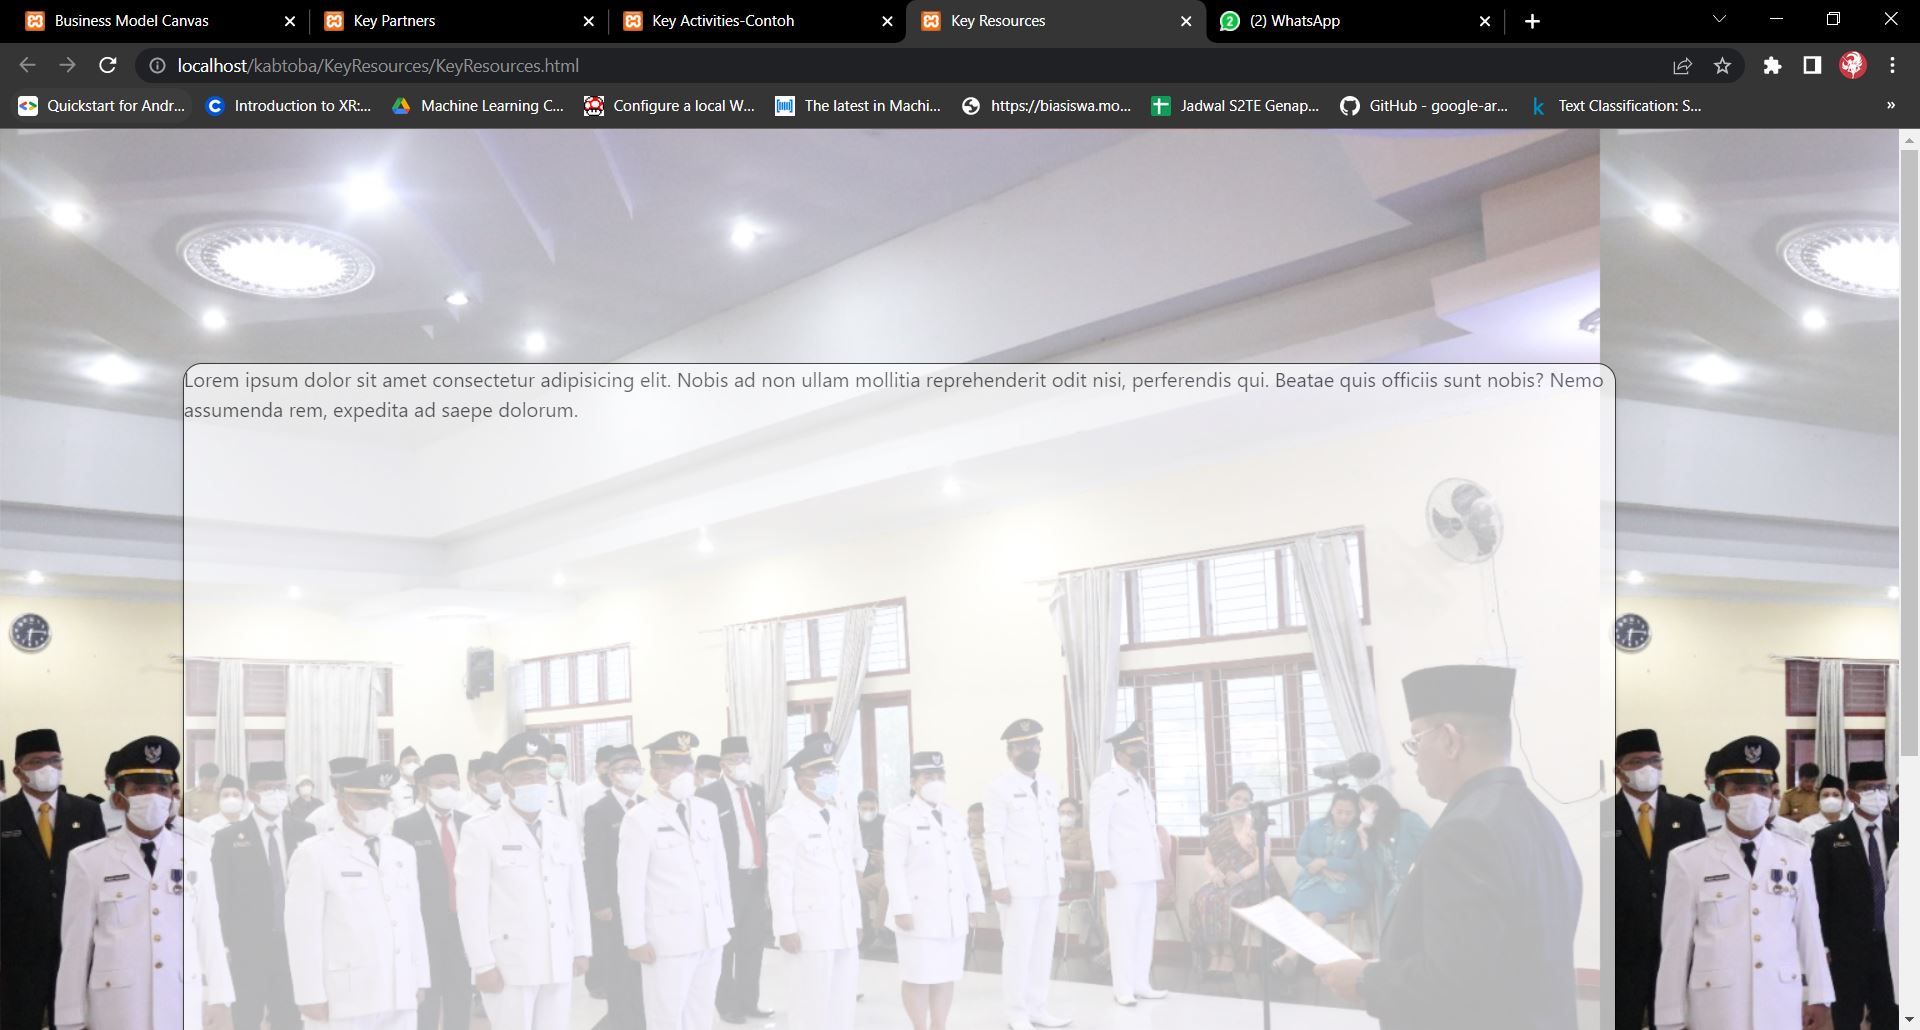 Business Model Canvas
Key Partners
Key Activities-Contoh
Key Resources
2
(2) WhatsApp
localhost/kabtoba/KeyResources/KeyResources.html
Quickstart for Andr...
Introduction to XR:...
Machine Learning C...
Configure a local W...
The latest in Machi...
https://biasiswa.mo...
Jadwal S2TE Genap...
GitHub - google-ar...
k
Text Classification: S...
»
Lorem ipsum dolor sit amet consectetur adipisicing elit. Nobis ad non ullam mollitia reprehenderit odit nisi, perferendis qui. Beatae quis officiis sunt nobis? Nemo
assumenda rem, expedita ad saepe dolorum.